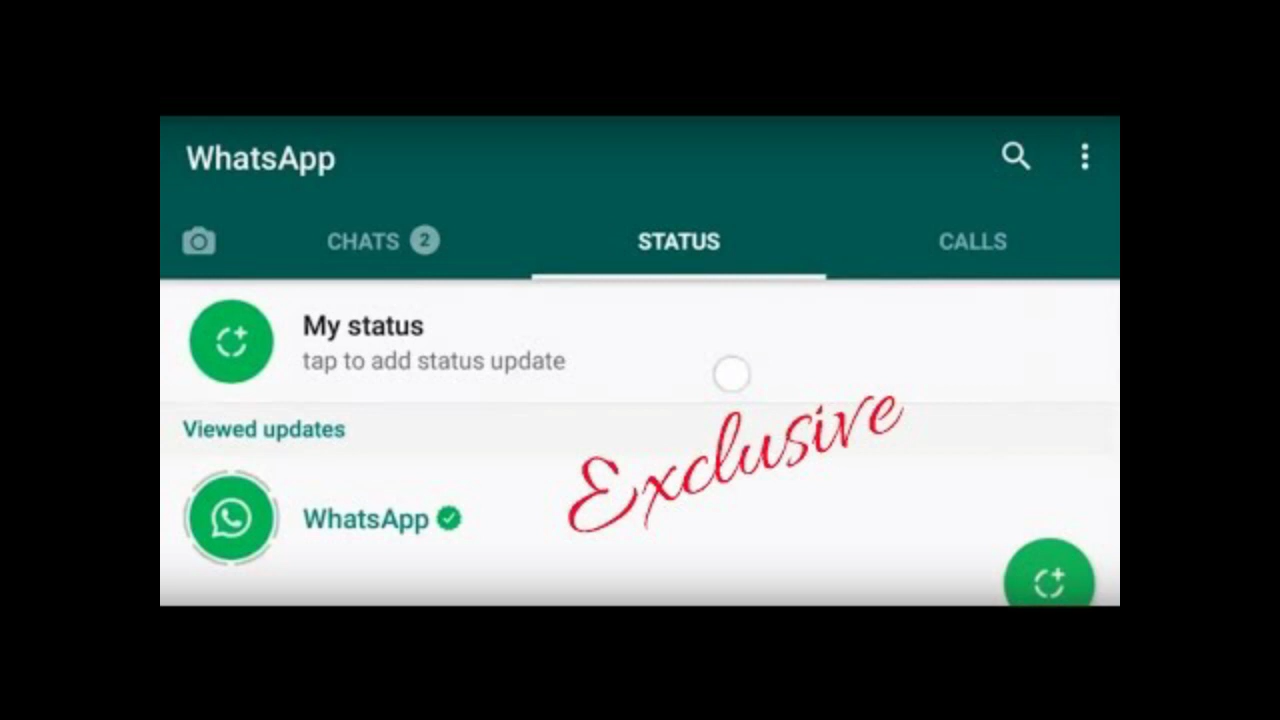 WhatsApp
CHATS 2 STATUS CALLS
My status
tap to add status update
Viewed updates
Exclusive
WhatsApp